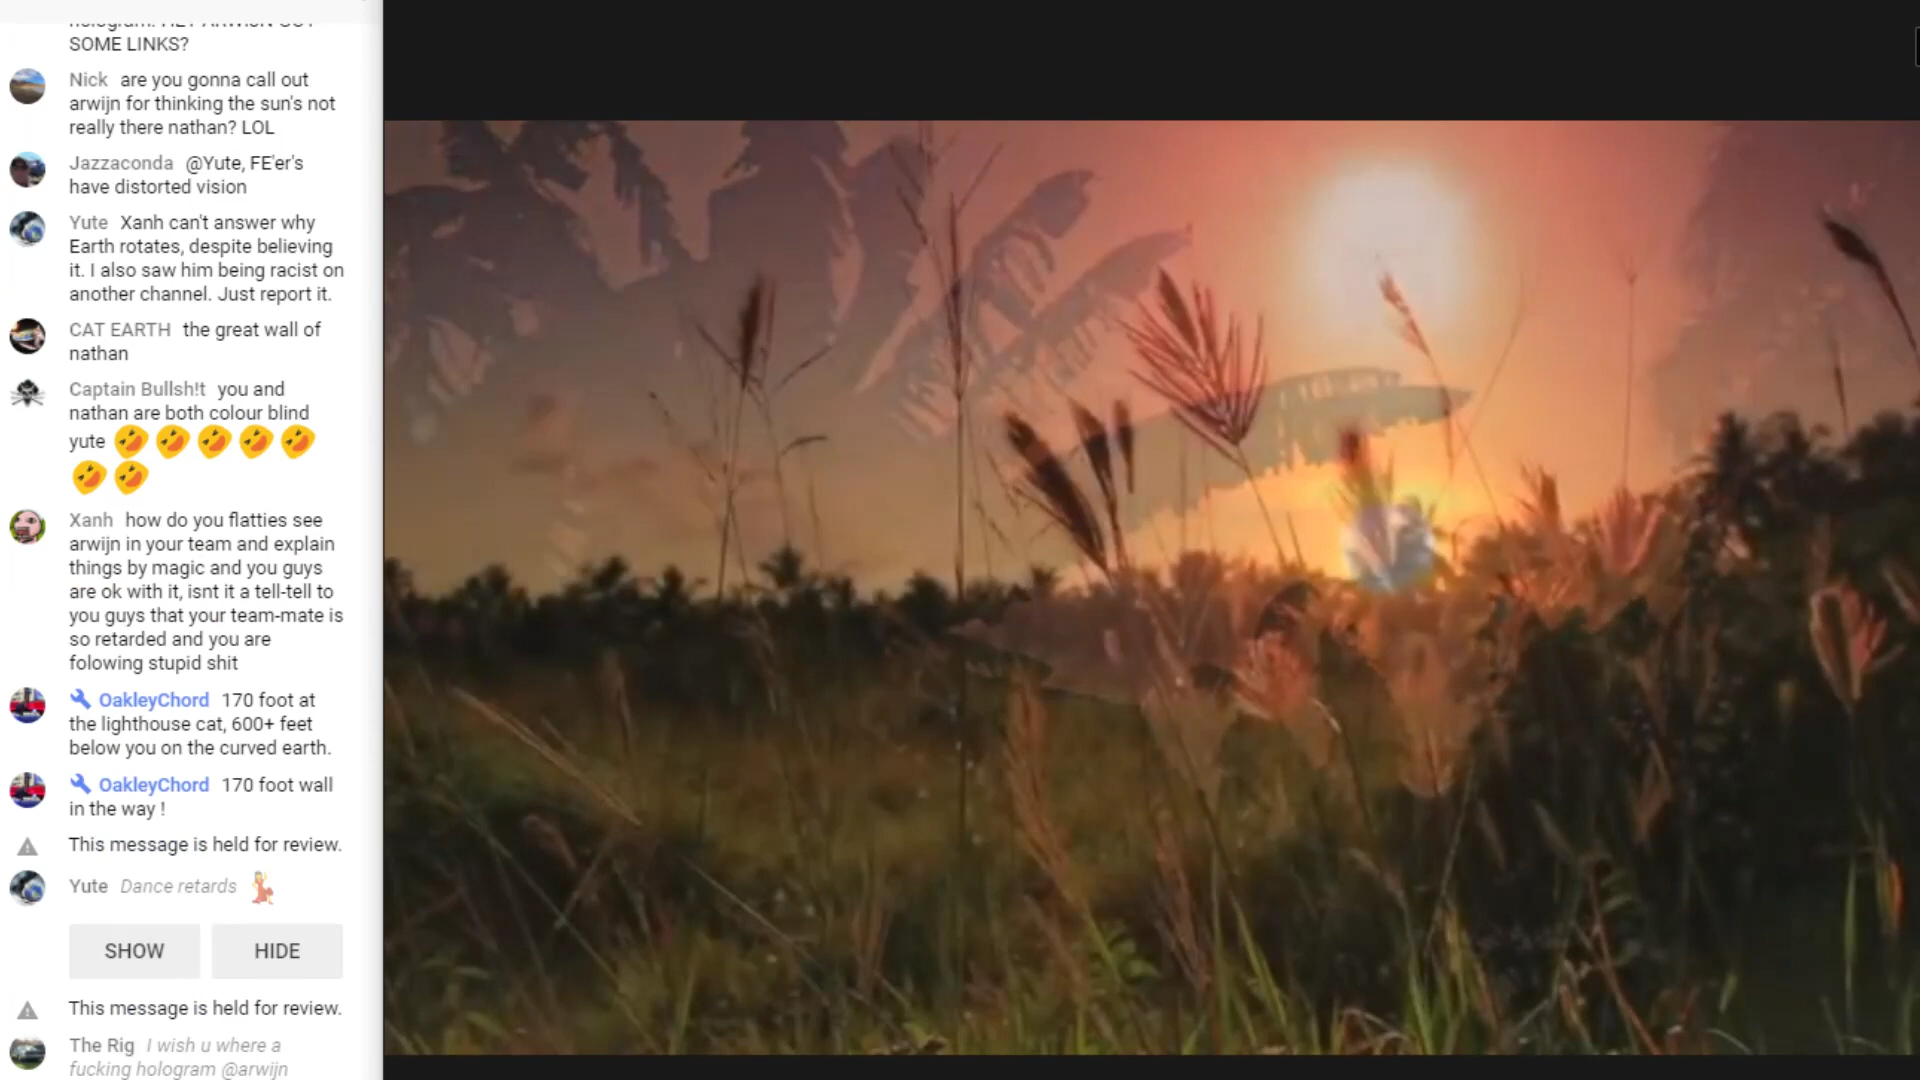 SOME LINKS?
Nick are you gonna call out
arwijn for thinking the sun's not
really there nathan? LOL
Jazzaconda @Yute, FE'er's
have distorted vision
Yute Xanh can't answer why
Earth rotates, despite believing
it. I also saw him being racist on
another channel. Just report it.
CAT EARTH the great wall of
nathan
Captain Bullsh!t you and
nathan are both colour blind
yute
Xanh how do you flatties see
arwijn in your team and explain
things by magic and you guys
are ok with it, isnt it a tell-tell to
you guys that your team-mate is
so retarded and you are
folowing stupid shit
OakleyChord 170 foot at
the lighthouse cat, 600+ feet
below you on the curved earth.
OakleyChord 170 foot wall
in the way !
This message is held for review.
Yute Dance retards
SHOW HIDE
This message is held for review.
The Rig I wish u where a
fucking hologram @arwijn